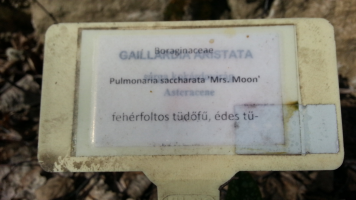 Boraginaceae
GAILLARDIA ARISTATA
Pulmonaria saccharata 'Mrs. Moon'
Asteraceae
fehérfoltos tüdőfű, édes tü-